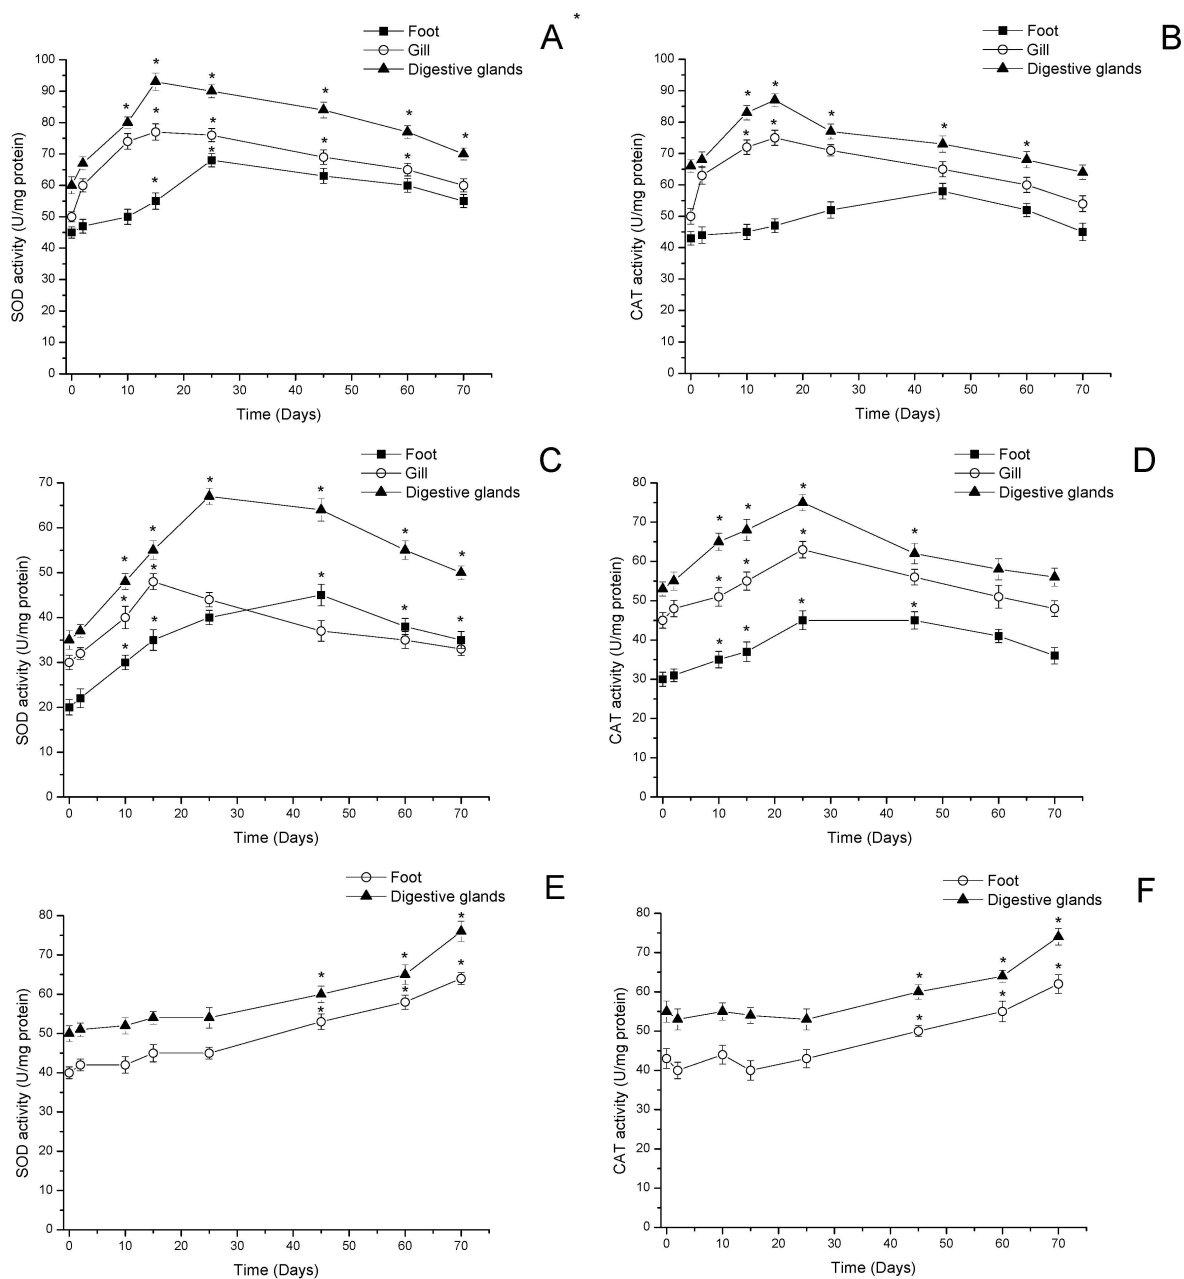 Foot
Gill
Digestive glands
A
*
SOD activity (U/mg protein)
100
90
80
70
60
50
40
30
20
10
0
0 10 20 30 40 50 60 70
Time (Days)
Foot
Gill
Digestive glands
B
CAT activity (U/mg protein)
100
90
80
70
60
50
40
30
20
10
0
0 10 20 30 40 50 60 70
Time (Days)
Foot
Gill
Digestive glands
C
SOD activity (U/mg protein)
70
60
50
40
30
20
10
0
0 10 20 30 40 50 60 70
Time (Days)
Foot
Gill
Digestive glands
D
CAT activity (U/mg protein)
80
70
60
50
40
30
20
10
0
0 10 20 30 40 50 60 70
Time (Days)
Foot
Digestive glands
E
SOD activity (U/mg protein)
80
70
60
50
40
30
20
10
0
0 10 20 30 40 50 60 70
Time (Days)
Foot
Digestive glands
F
CAT activity (U/mg protein)
80
70
60
50
40
30
20
10
0
0 10 20 30 40 50 60 70
Time (Days)